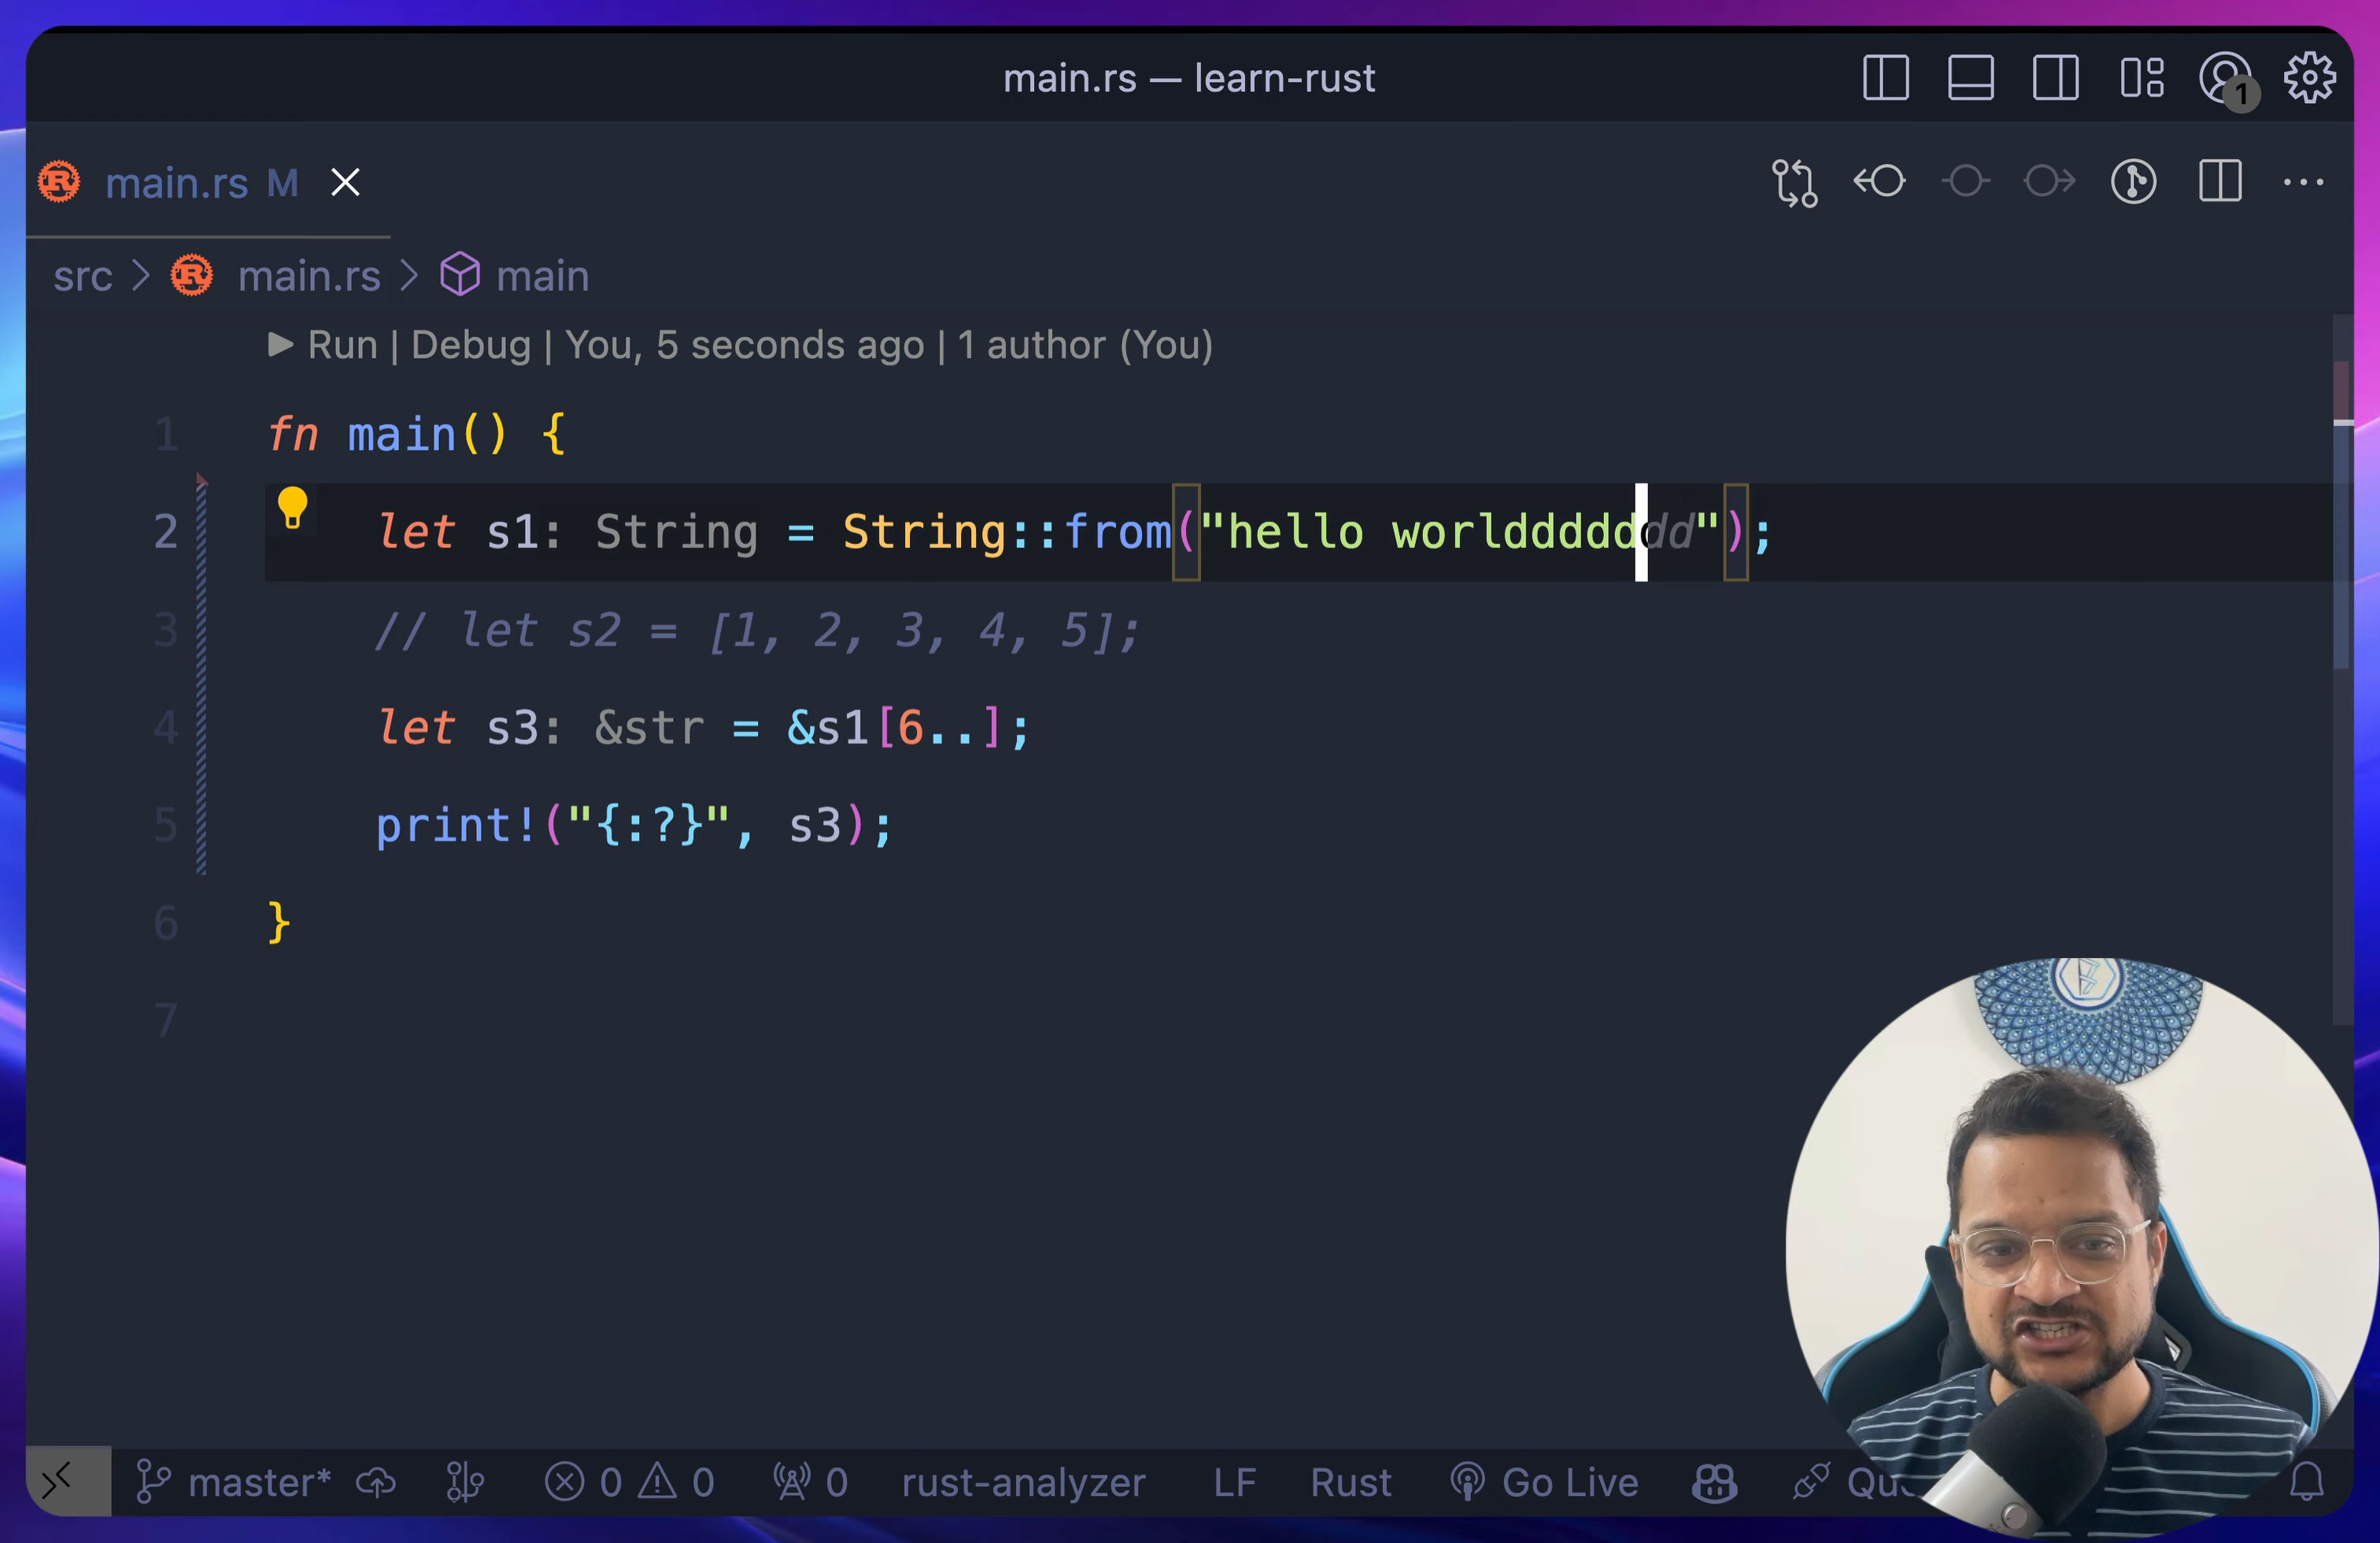 main.rs — learn-rust
1
main.rs M
src > main.rs > main
Run | Debug | You, 5 seconds ago | 1 author (You)
1 fn main() {
2 let s1: String = String::from("hello worlddddddd");
3 // let s2 = [1, 2, 3, 4, 5];
4 let s3: &str = &s1[6..];
5 print!("{:?}", s3);
6 }
7
master* 0 0 0 rust-analyzer LF Rust Go Live